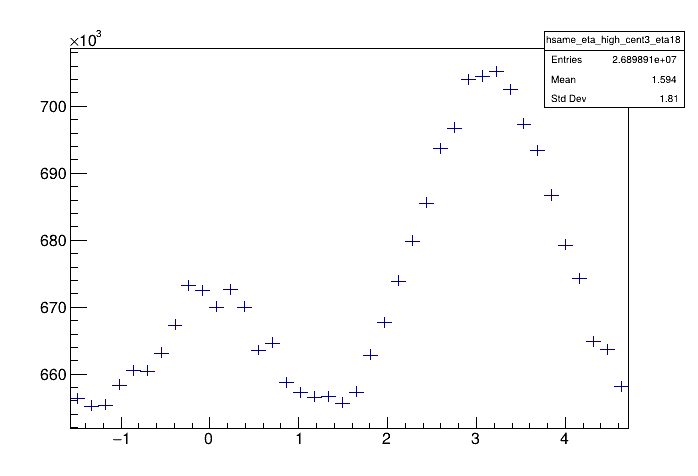 ×10³
hsame_eta_high_cent3_eta18
Entries 2.689891e+07
Mean 1.594
Std Dev 1.81
700
690
680
670
660
−1 0 1 2 3 4